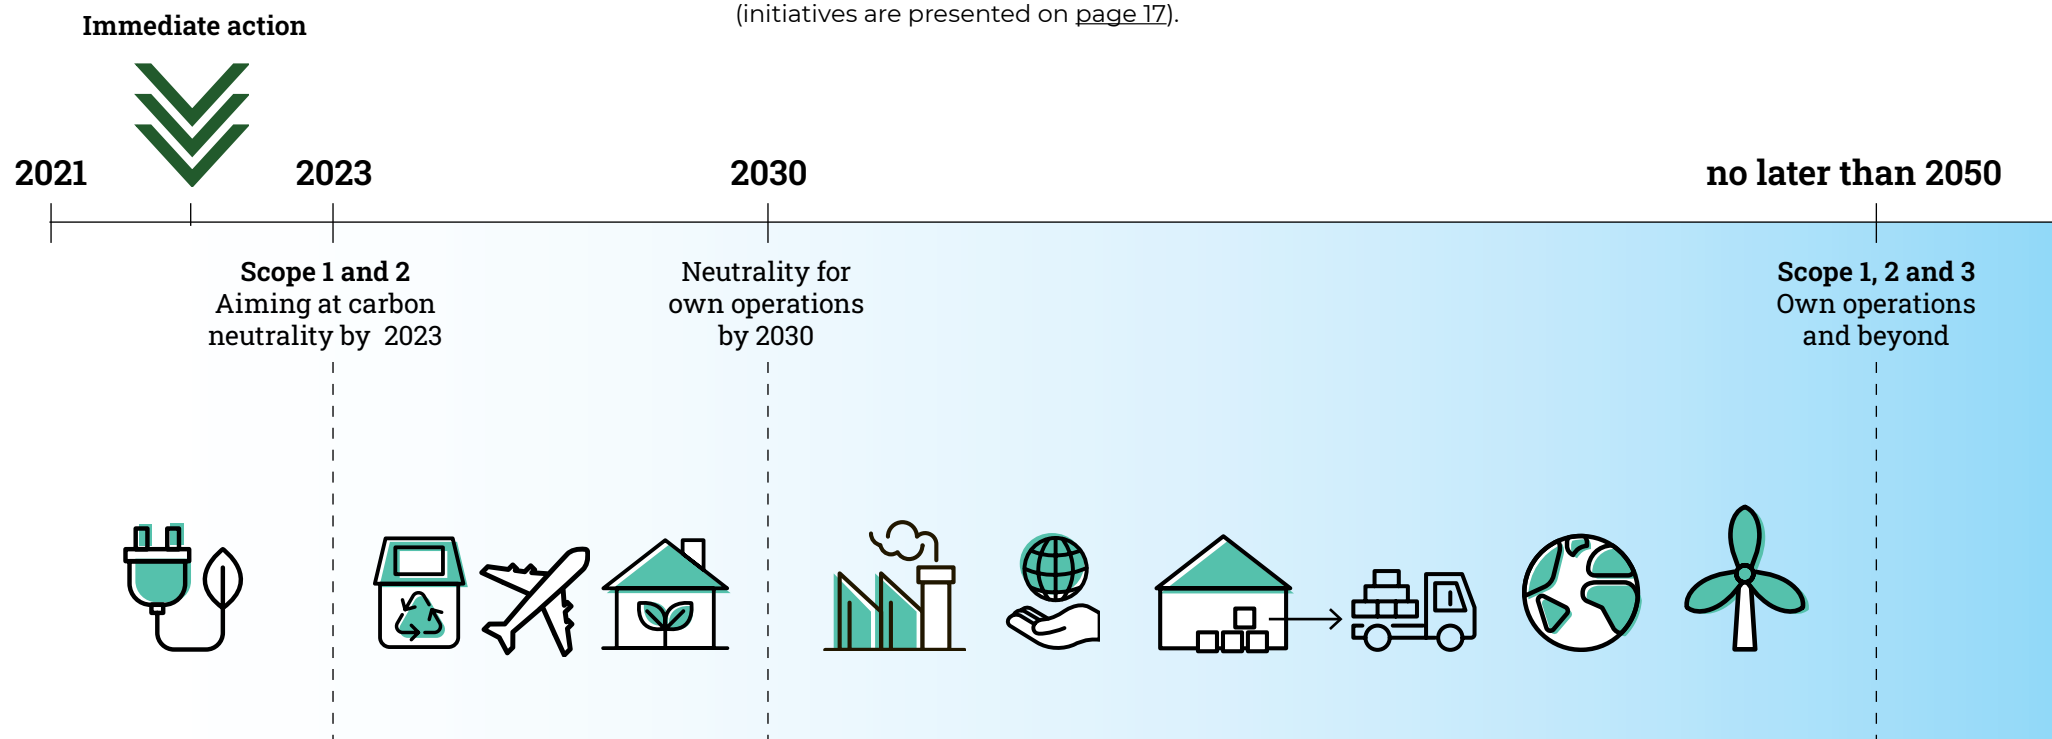 (initiatives are presented on page 17).
Immediate action
2021
2023
2030
no later than 2050
Scope 1 and 2
Aiming at carbon
neutrality by 2023
Neutrality for
own operations
by 2030
Scope 1, 2 and 3
Own operations
and beyond